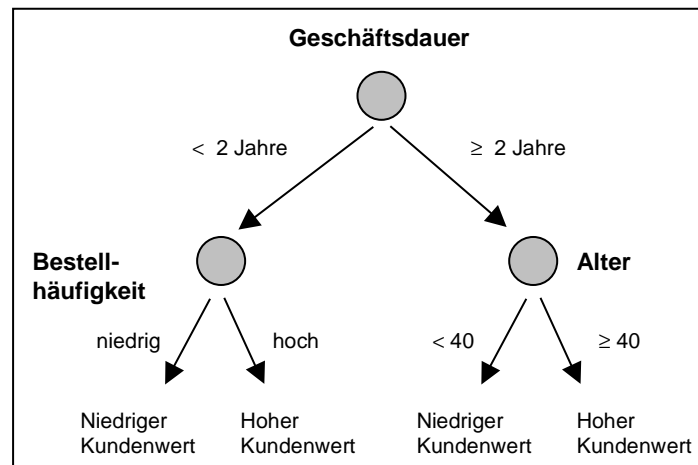 Geschäftsdauer
< 2 Jahre
≥ 2 Jahre
Bestell-
häufigkeit
Alter
niedrig
hoch
< 40
≥ 40
Niedriger
Kundenwert
Hoher
Kundenwert
Niedriger
Kundenwert
Hoher
Kundenwert